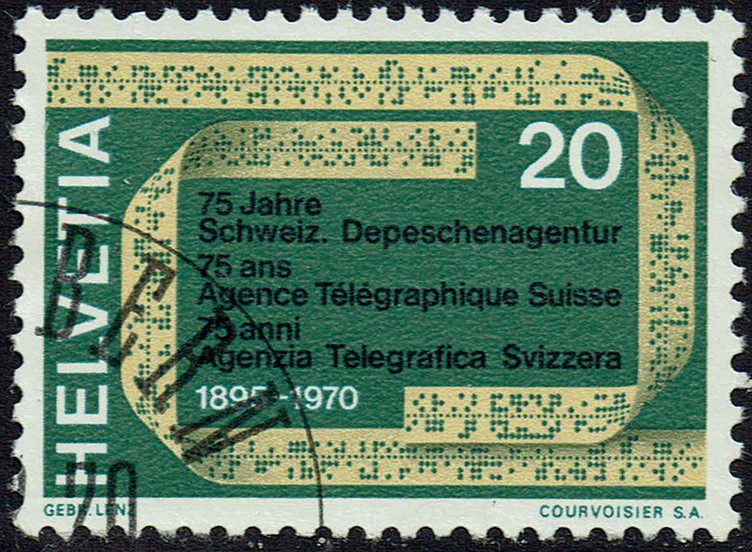 HELVETIA
20
75 Jahre
Schweiz. Depeschenagentur
75 ans
Agence Télégraphique Suisse
75 anni
Agenzia Telegrafica Svizzera
1895-1970
BERN
70
GEBR. LENZ
COURVOISIER S.A.